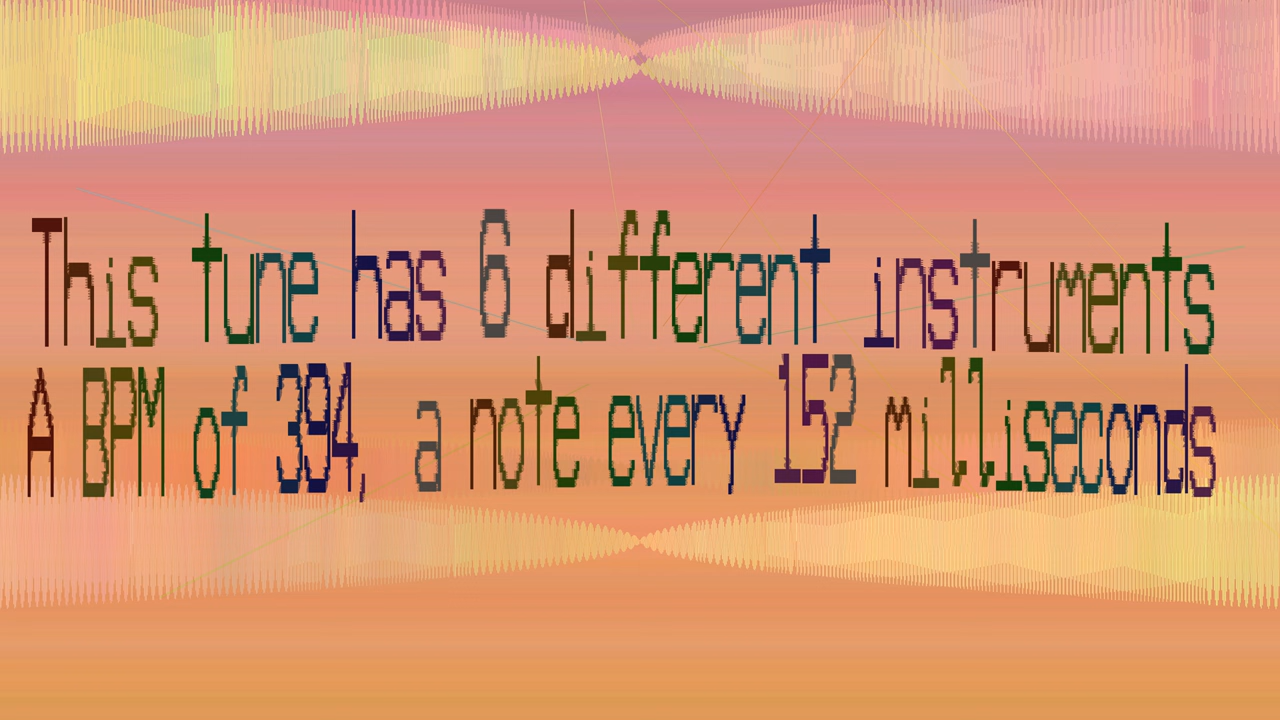 This tune has 6 different instruments
A BPM of 394, a note every 152 milliseconds